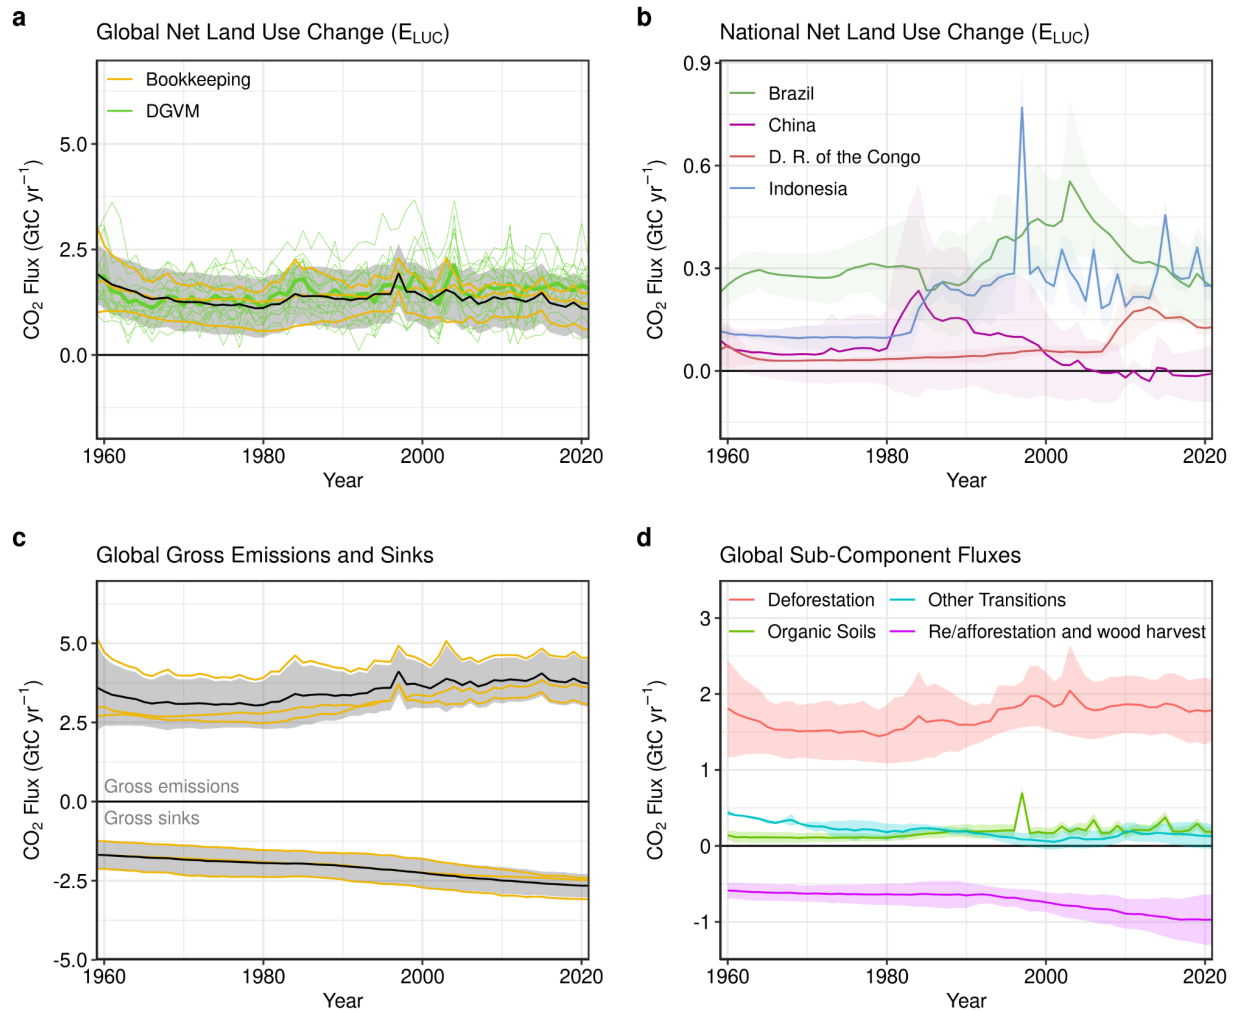 a
Global Net Land Use Change (ELUC)
Bookkeeping
DGVM
5.0
2.5
0.0
CO2 Flux (GtC yr−1)
1960 1980 2000 2020
Year
b
National Net Land Use Change (ELUC)
Brazil
China
D. R. of the Congo
Indonesia
0.9
0.6
0.3
0.0
CO2 Flux (GtC yr−1)
1960 1980 2000 2020
Year
c
Global Gross Emissions and Sinks
5.0
2.5
0.0
-2.5
-5.0
CO2 Flux (GtC yr−1)
Gross emissions
Gross sinks
1960 1980 2000 2020
Year
d
Global Sub-Component Fluxes
Deforestation Other Transitions
Organic Soils Re/afforestation and wood harvest
3
2
1
0
-1
CO2 Flux (GtC yr−1)
1960 1980 2000 2020
Year